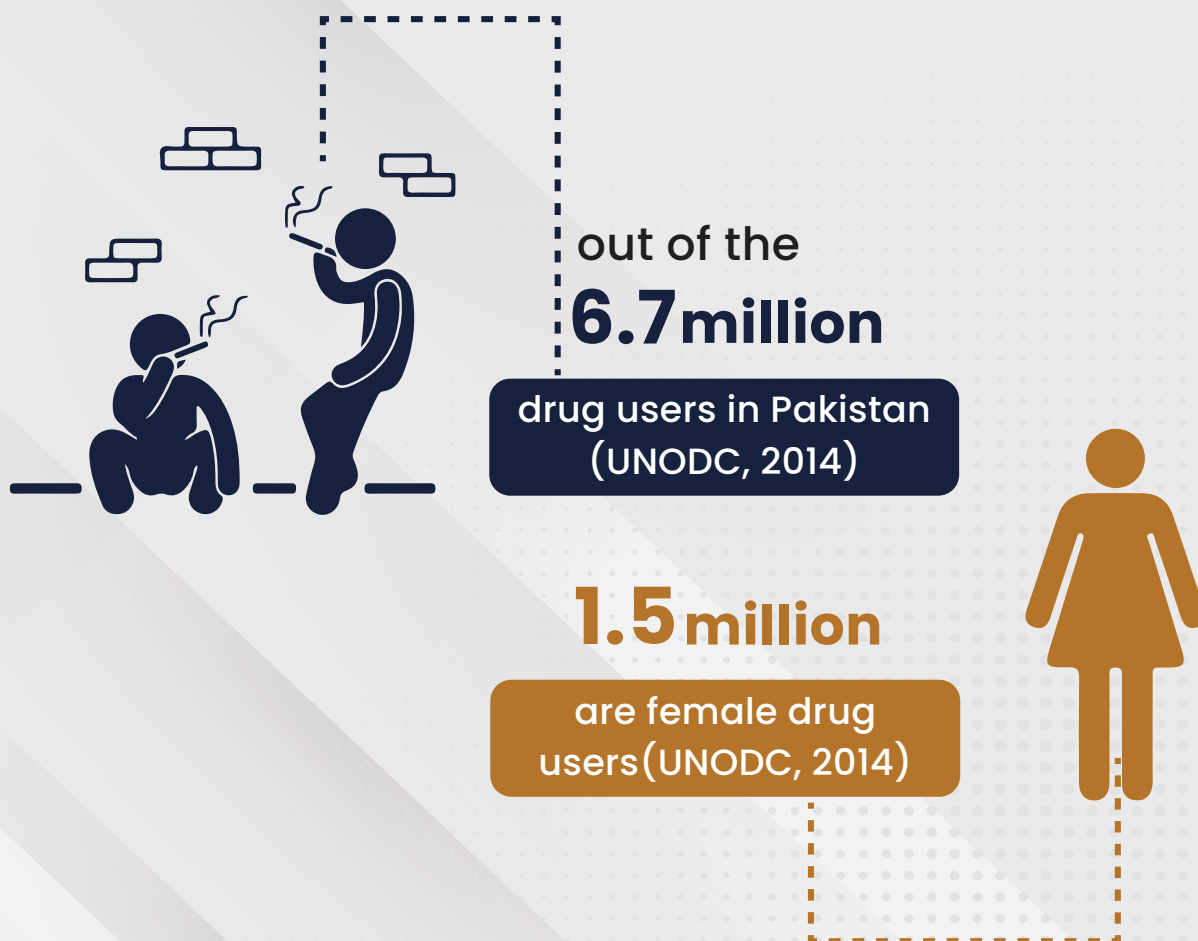 out of the
6.7million
drug users in Pakistan
(UNODC, 2014)
1.5million
are female drug
users(UNODC, 2014)